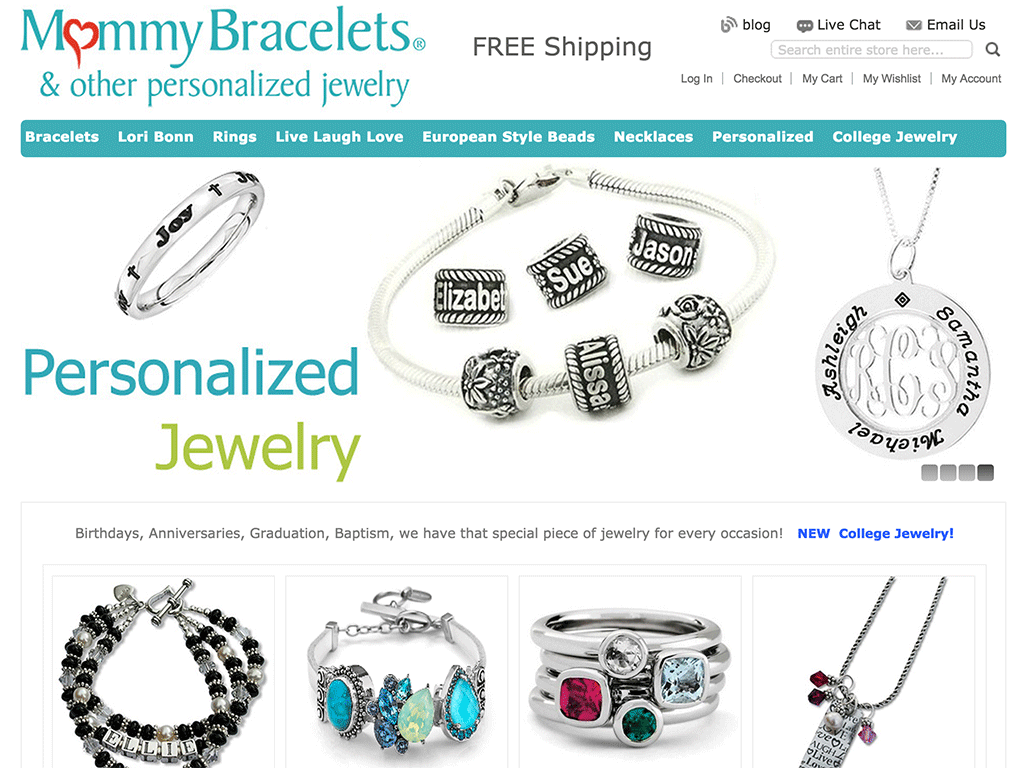 Mommy Bracelets®
& other personalized jewelry
FREE Shipping
blog Live Chat Email Us
Search entire store here...
Log In | Checkout | My Cart | My Wishlist | My Account
Bracelets Lori Bonn Rings Live Laugh Love European Style Beads Necklaces Personalized College Jewelry
Joy
Elizabet
Sue
Jason
Alissa
Ashleigh
Samantha
Michael
Personalized
Jewelry
Birthdays, Anniversaries, Graduation, Baptism, we have that special piece of jewelry for every occasion! NEW College Jewelry!
ELLIE